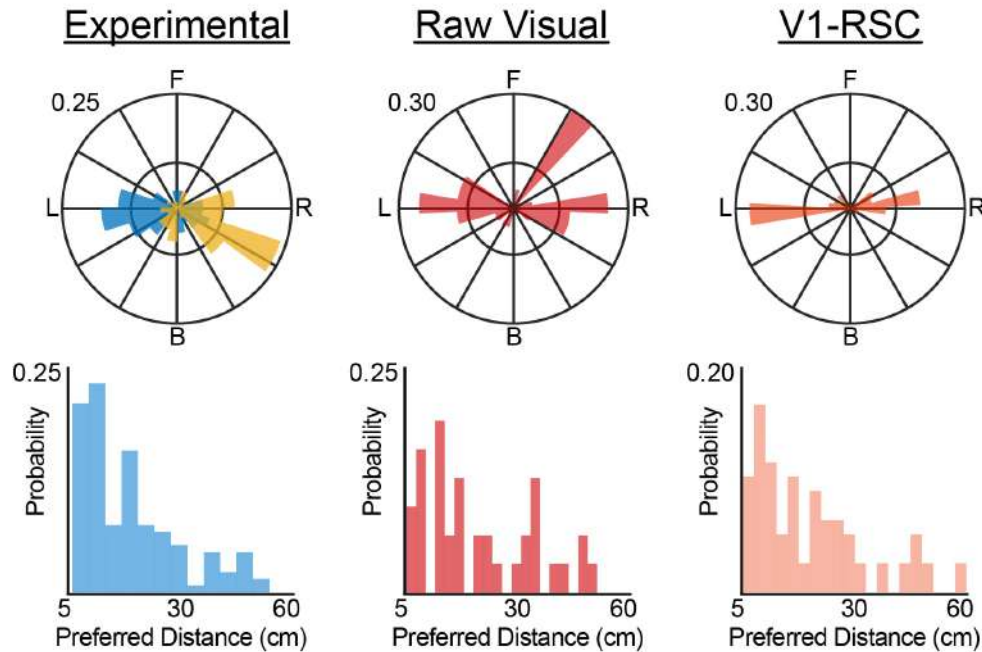 Experimental Raw Visual V1-RSC
F F F
0.25 0.30 0.30
L R L R L R
B B B
0.25 0.25 0.20
Probability Probability Probability
5 30 60 5 30 60 5 30 60
Preferred Distance (cm) Preferred Distance (cm) Preferred Distance (cm)